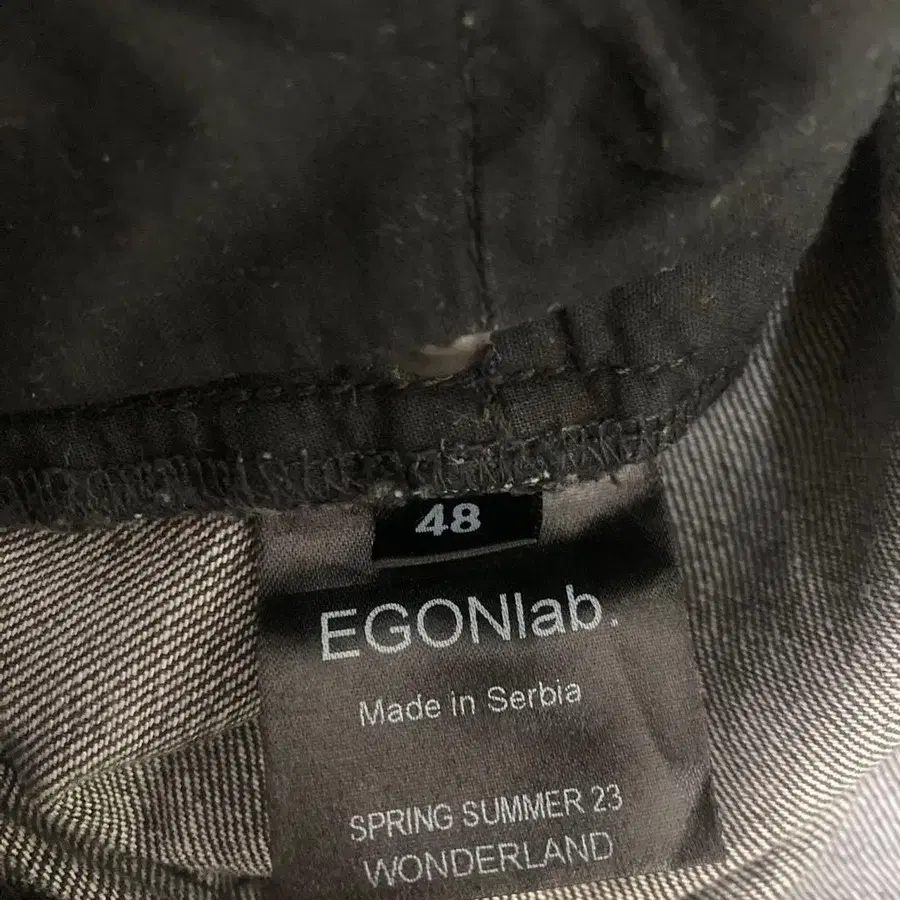 48
EGONlab.
Made in Serbia
SPRING SUMMER 23
WONDERLAND